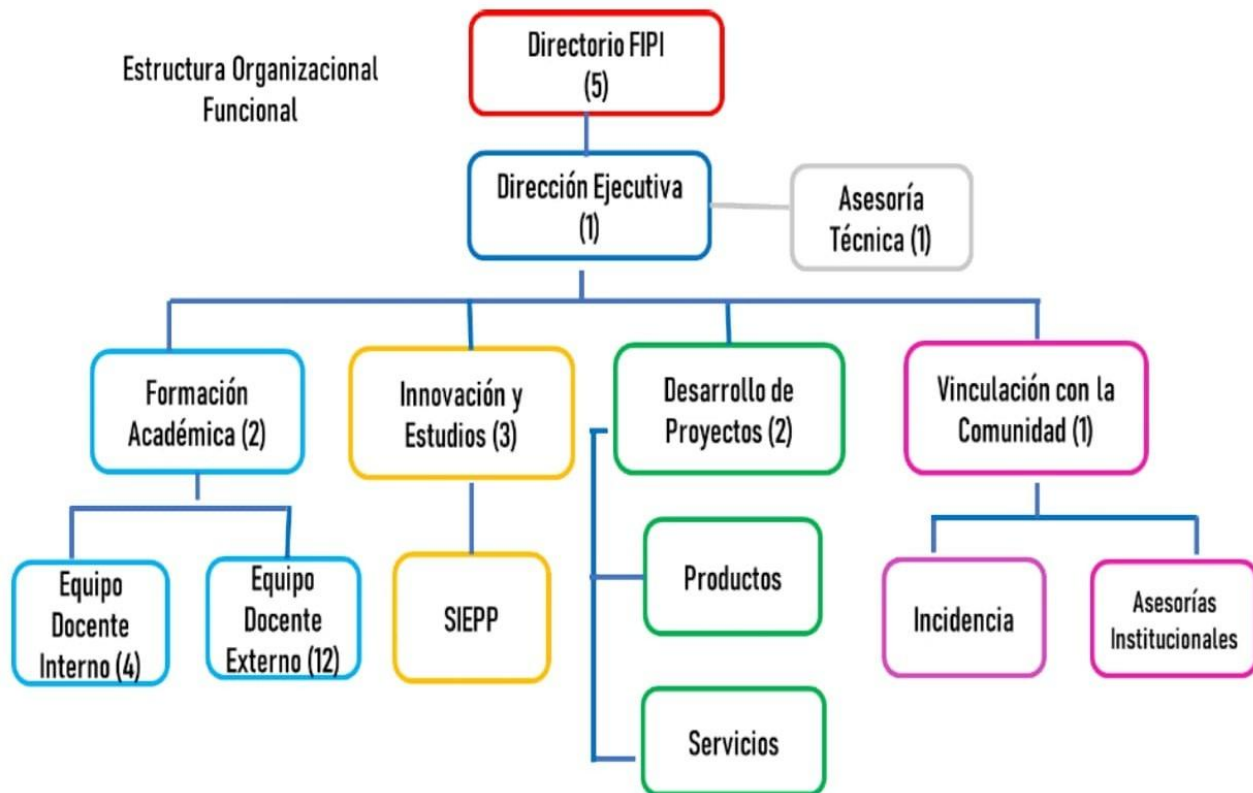 Estructura Organizacional
Funcional
Directorio FIPI
(5)
Dirección Ejecutiva
(1)
Asesoría
Técnica (1)
Formación
Académica (2)
Innovación y
Estudios (3)
Desarrollo de
Proyectos (2)
Vinculación con la
Comunidad (1)
Equipo
Docente
Interno (4)
Equipo
Docente
Externo (12)
SIEPP
Productos
Servicios
Incidencia
Asesorías
Institucionales